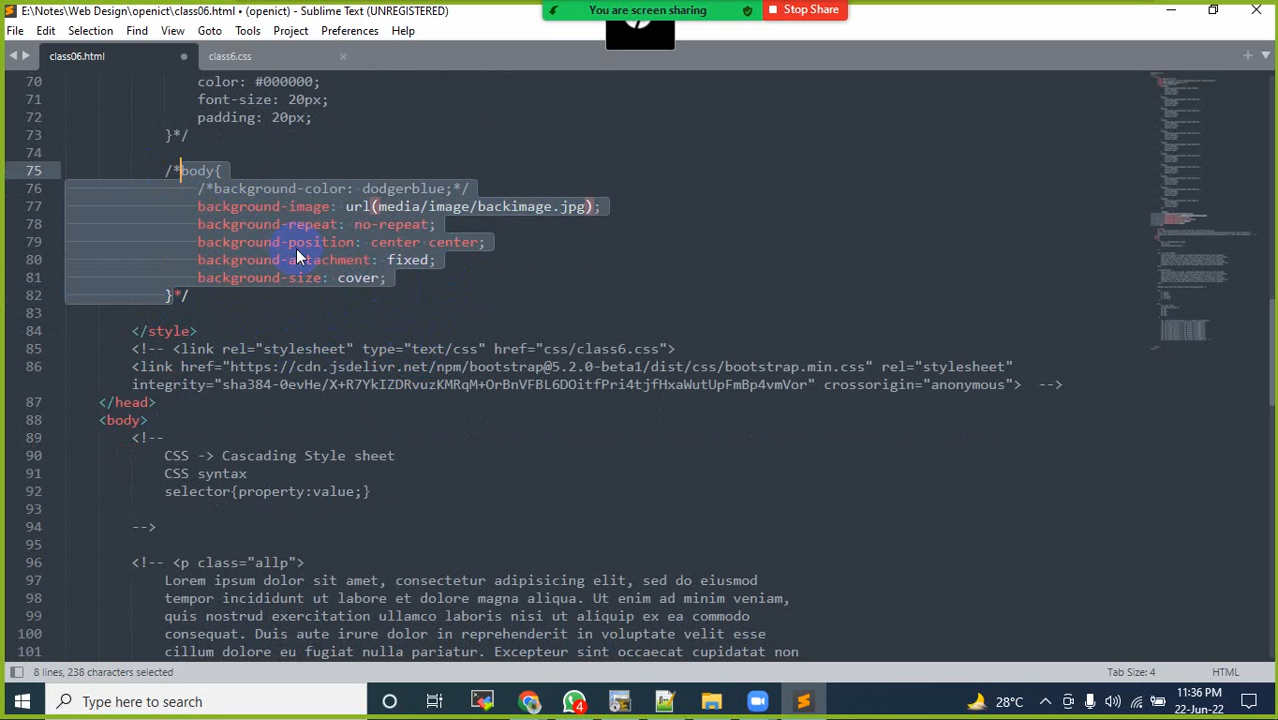 E:\Notes\Web Design\openict\class06.html • (openict) - Sublime Text (UNREGISTERED)
You are screen sharing
Stop Share
File Edit Selection Find View Goto Tools Project Preferences Help
class06.html class6.css
70 color: #000000;
71 font-size: 20px;
72 padding: 20px;
73 }*/
74
75 /*body{
76 /*background-color: dodgerblue;*/
77 background-image: url(media/image/backimage.jpg);
78 background-repeat: no-repeat;
79 background-position: center center;
80 background-attachment: fixed;
81 background-size: cover;
82 }*/
83
84 </style>
85 <!-- <link rel="stylesheet" type="text/css" href="css/class6.css">
86 <link href="https://cdn.jsdelivr.net/npm/bootstrap@5.2.0-beta1/dist/css/bootstrap.min.css" rel="stylesheet"
integrity="sha384-0evHe/X+R7YkIZDRvuzKMRqM+OrBnVFBL6DOitfPri4tjfHxaWutUpFmBp4vmVor" crossorigin="anonymous"> -->
87 </head>
88 <body>
89 <!--
90 CSS -> Cascading Style sheet
91 CSS syntax
92 selector{property:value;}
93
94 -->
95
96 <!-- <p class="allp">
97 Lorem ipsum dolor sit amet, consectetur adipisicing elit, sed do eiusmod
98 tempor incididunt ut labore et dolore magna aliqua. Ut enim ad minim veniam,
99 quis nostrud exercitation ullamco laboris nisi ut aliquip ex ea commodo
100 consequat. Duis aute irure dolor in reprehenderit in voluptate velit esse
101 cillum dolore eu fugiat nulla pariatur. Excepteur sint occaecat cupidatat non
8 lines, 238 characters selected
Tab Size: 4
HTML
Type here to search
4
28°C
11:36 PM
22-Jun-22